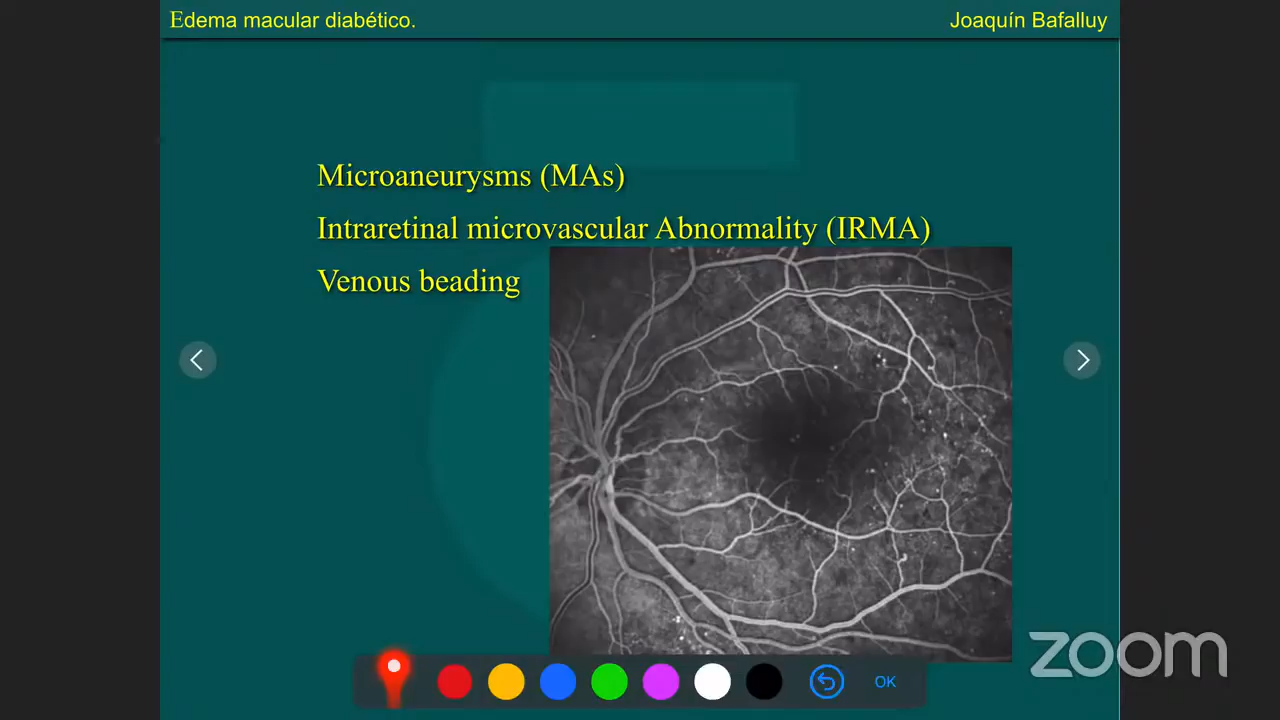 Edema macular diabético.
Joaquín Bafalluy
Microaneurysms (MAs)
Intraretinal microvascular Abnormality (IRMA)
Venous beading
OK
zoom